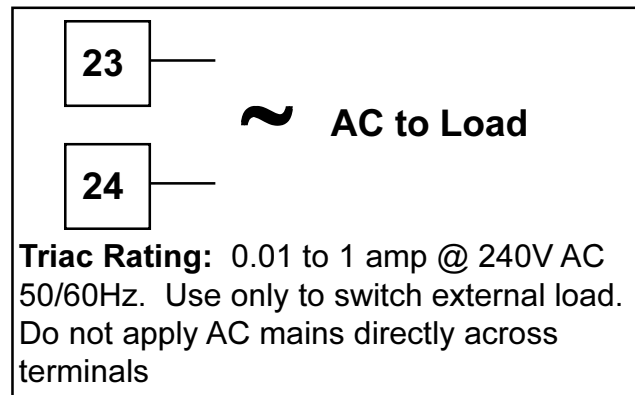 23
~ AC to Load
24
Triac Rating: 0.01 to 1 amp @ 240V AC
50/60Hz. Use only to switch external load.
Do not apply AC mains directly across
terminals